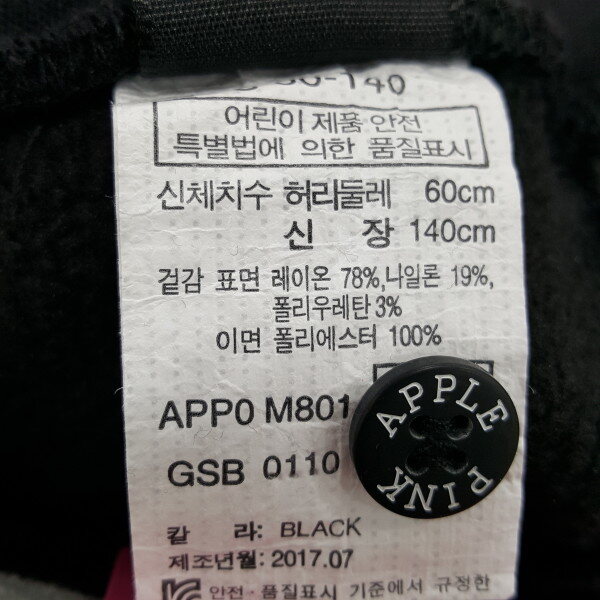 -140
어린이 제품 안전
특별법에 의한 품질표시
신체치수 허리둘레 60cm
신 장 140cm
겉감 표면 레이온 78%,나일론 19%,
폴리우레탄3%
이면 폴리에스터 100%
APP0 M801
GSB 0110
APPLE
PINK
칼 라: BLACK
제조년월: 2017.07
안전·품질표시 기준에서 규정한